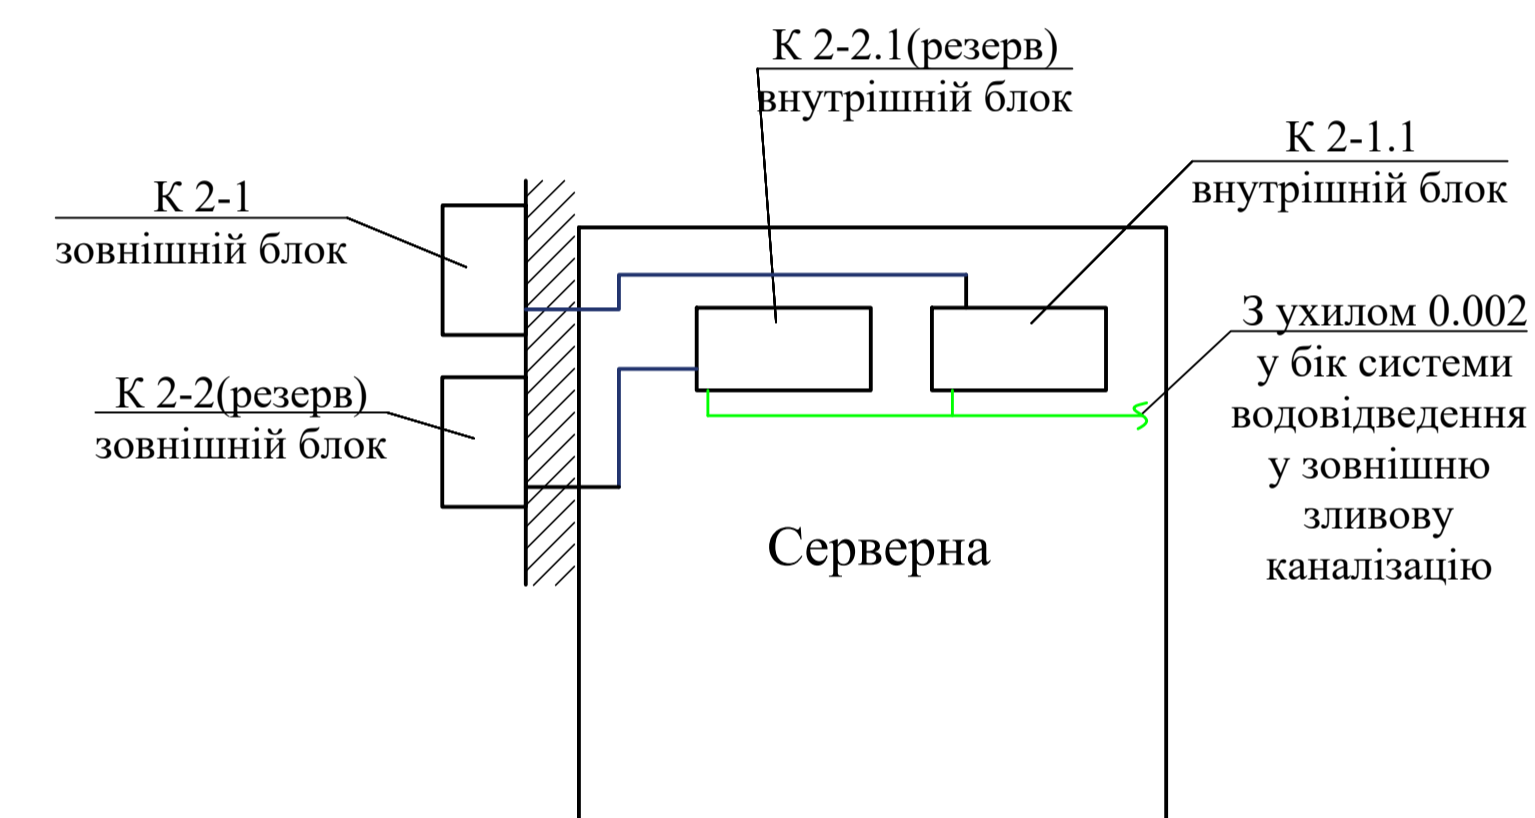 К 2-2.1(резерв)
внутрішній блок
К 2-1.1
внутрішній блок
К 2-1
зовнішній блок
З ухилом 0.002
у бік системи
водовідведення
у зовнішню
зливову
каналізацію
К 2-2(резерв)
зовнішній блок
Серверна